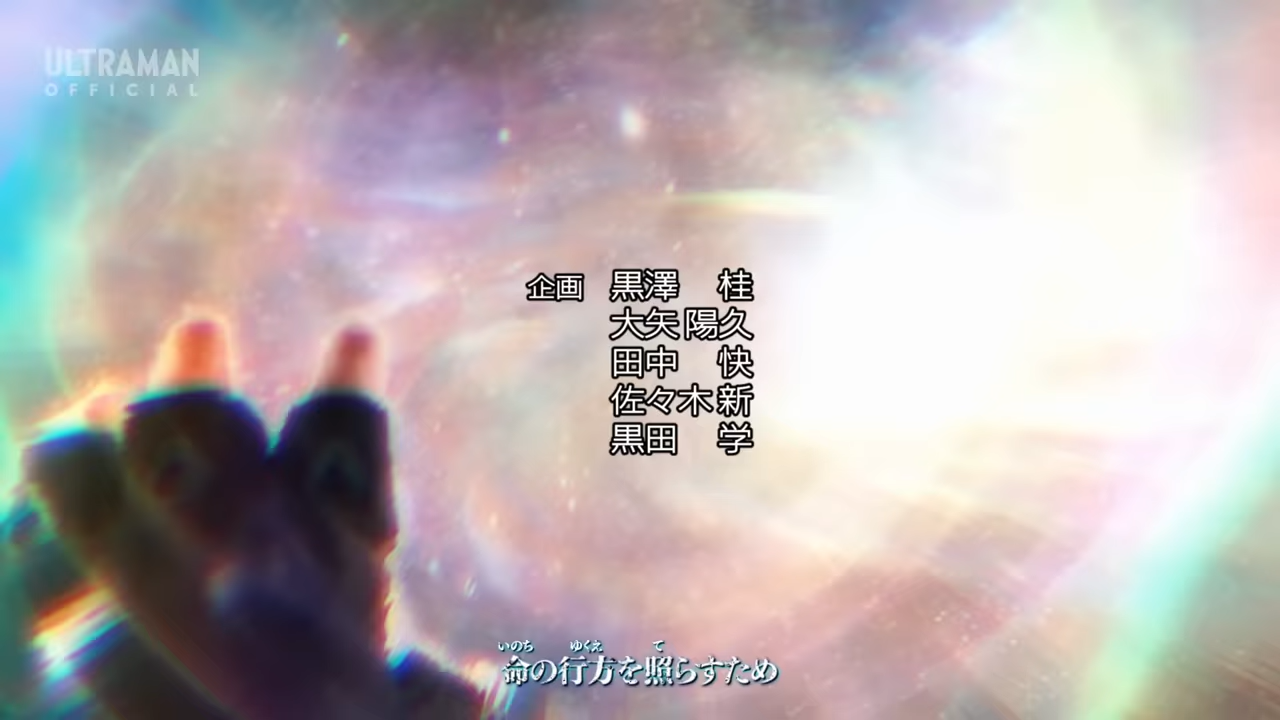 ULTRAMAN
OFFICIAL
企画 黒澤 桂
大矢 陽久
田中 快
佐々木 新
黒田 学
いのち ゆくえ て
命の行方を照らすため